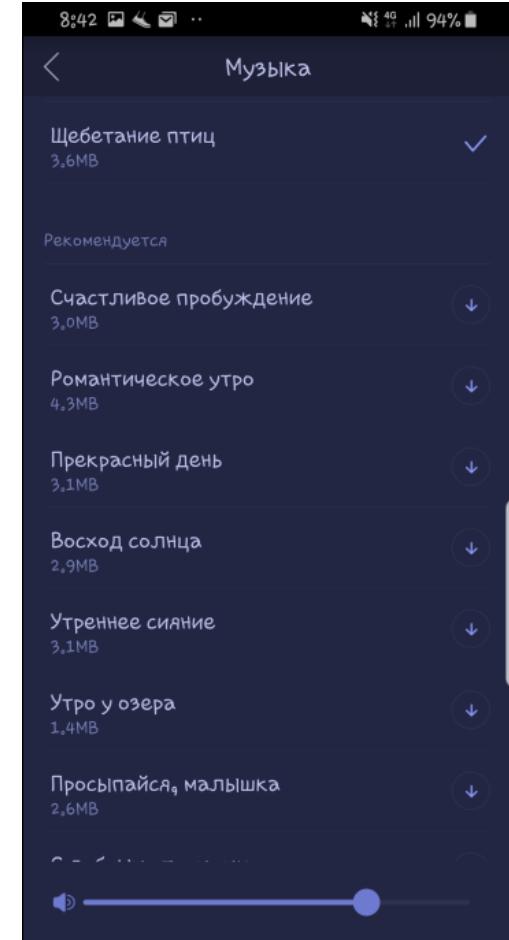 8:42 4G 94%
Музыка
Щебетание птиц
3.6MB
Рекомендуется
Счастливое пробуждение
3.0MB
Романтическое утро
4.3MB
Прекрасный день
3.1MB
Восход солнца
2.9MB
Утреннее сияние
3.1MB
Утро у озера
1.4MB
Просыпайся, малышка
2.6MB